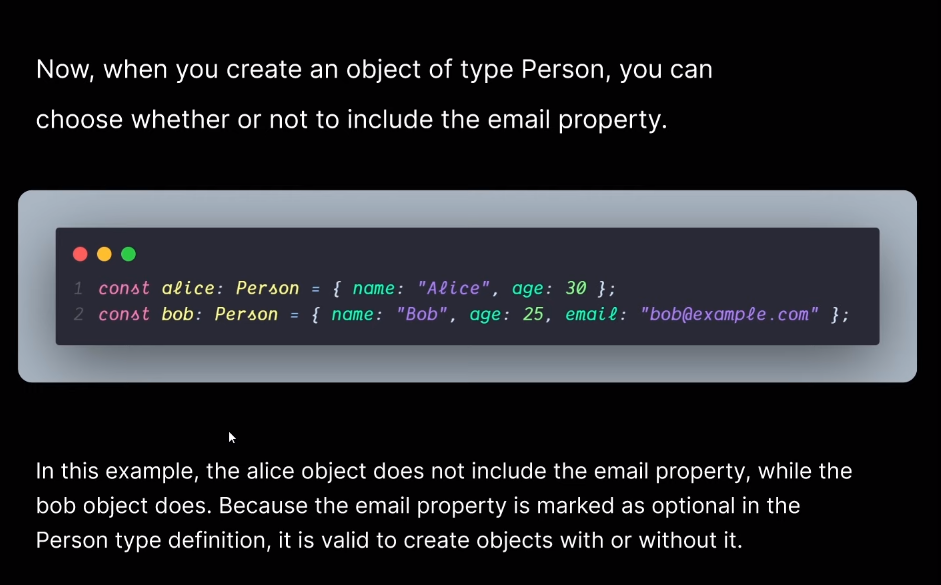 Now, when you create an object of type Person, you can
choose whether or not to include the email property.
1 const alice: Person = { name: "Alice", age: 30 };
2 const bob: Person = { name: "Bob", age: 25, email: "bob@example.com" };
In this example, the alice object does not include the email property, while the
bob object does. Because the email property is marked as optional in the
Person type definition, it is valid to create objects with or without it.